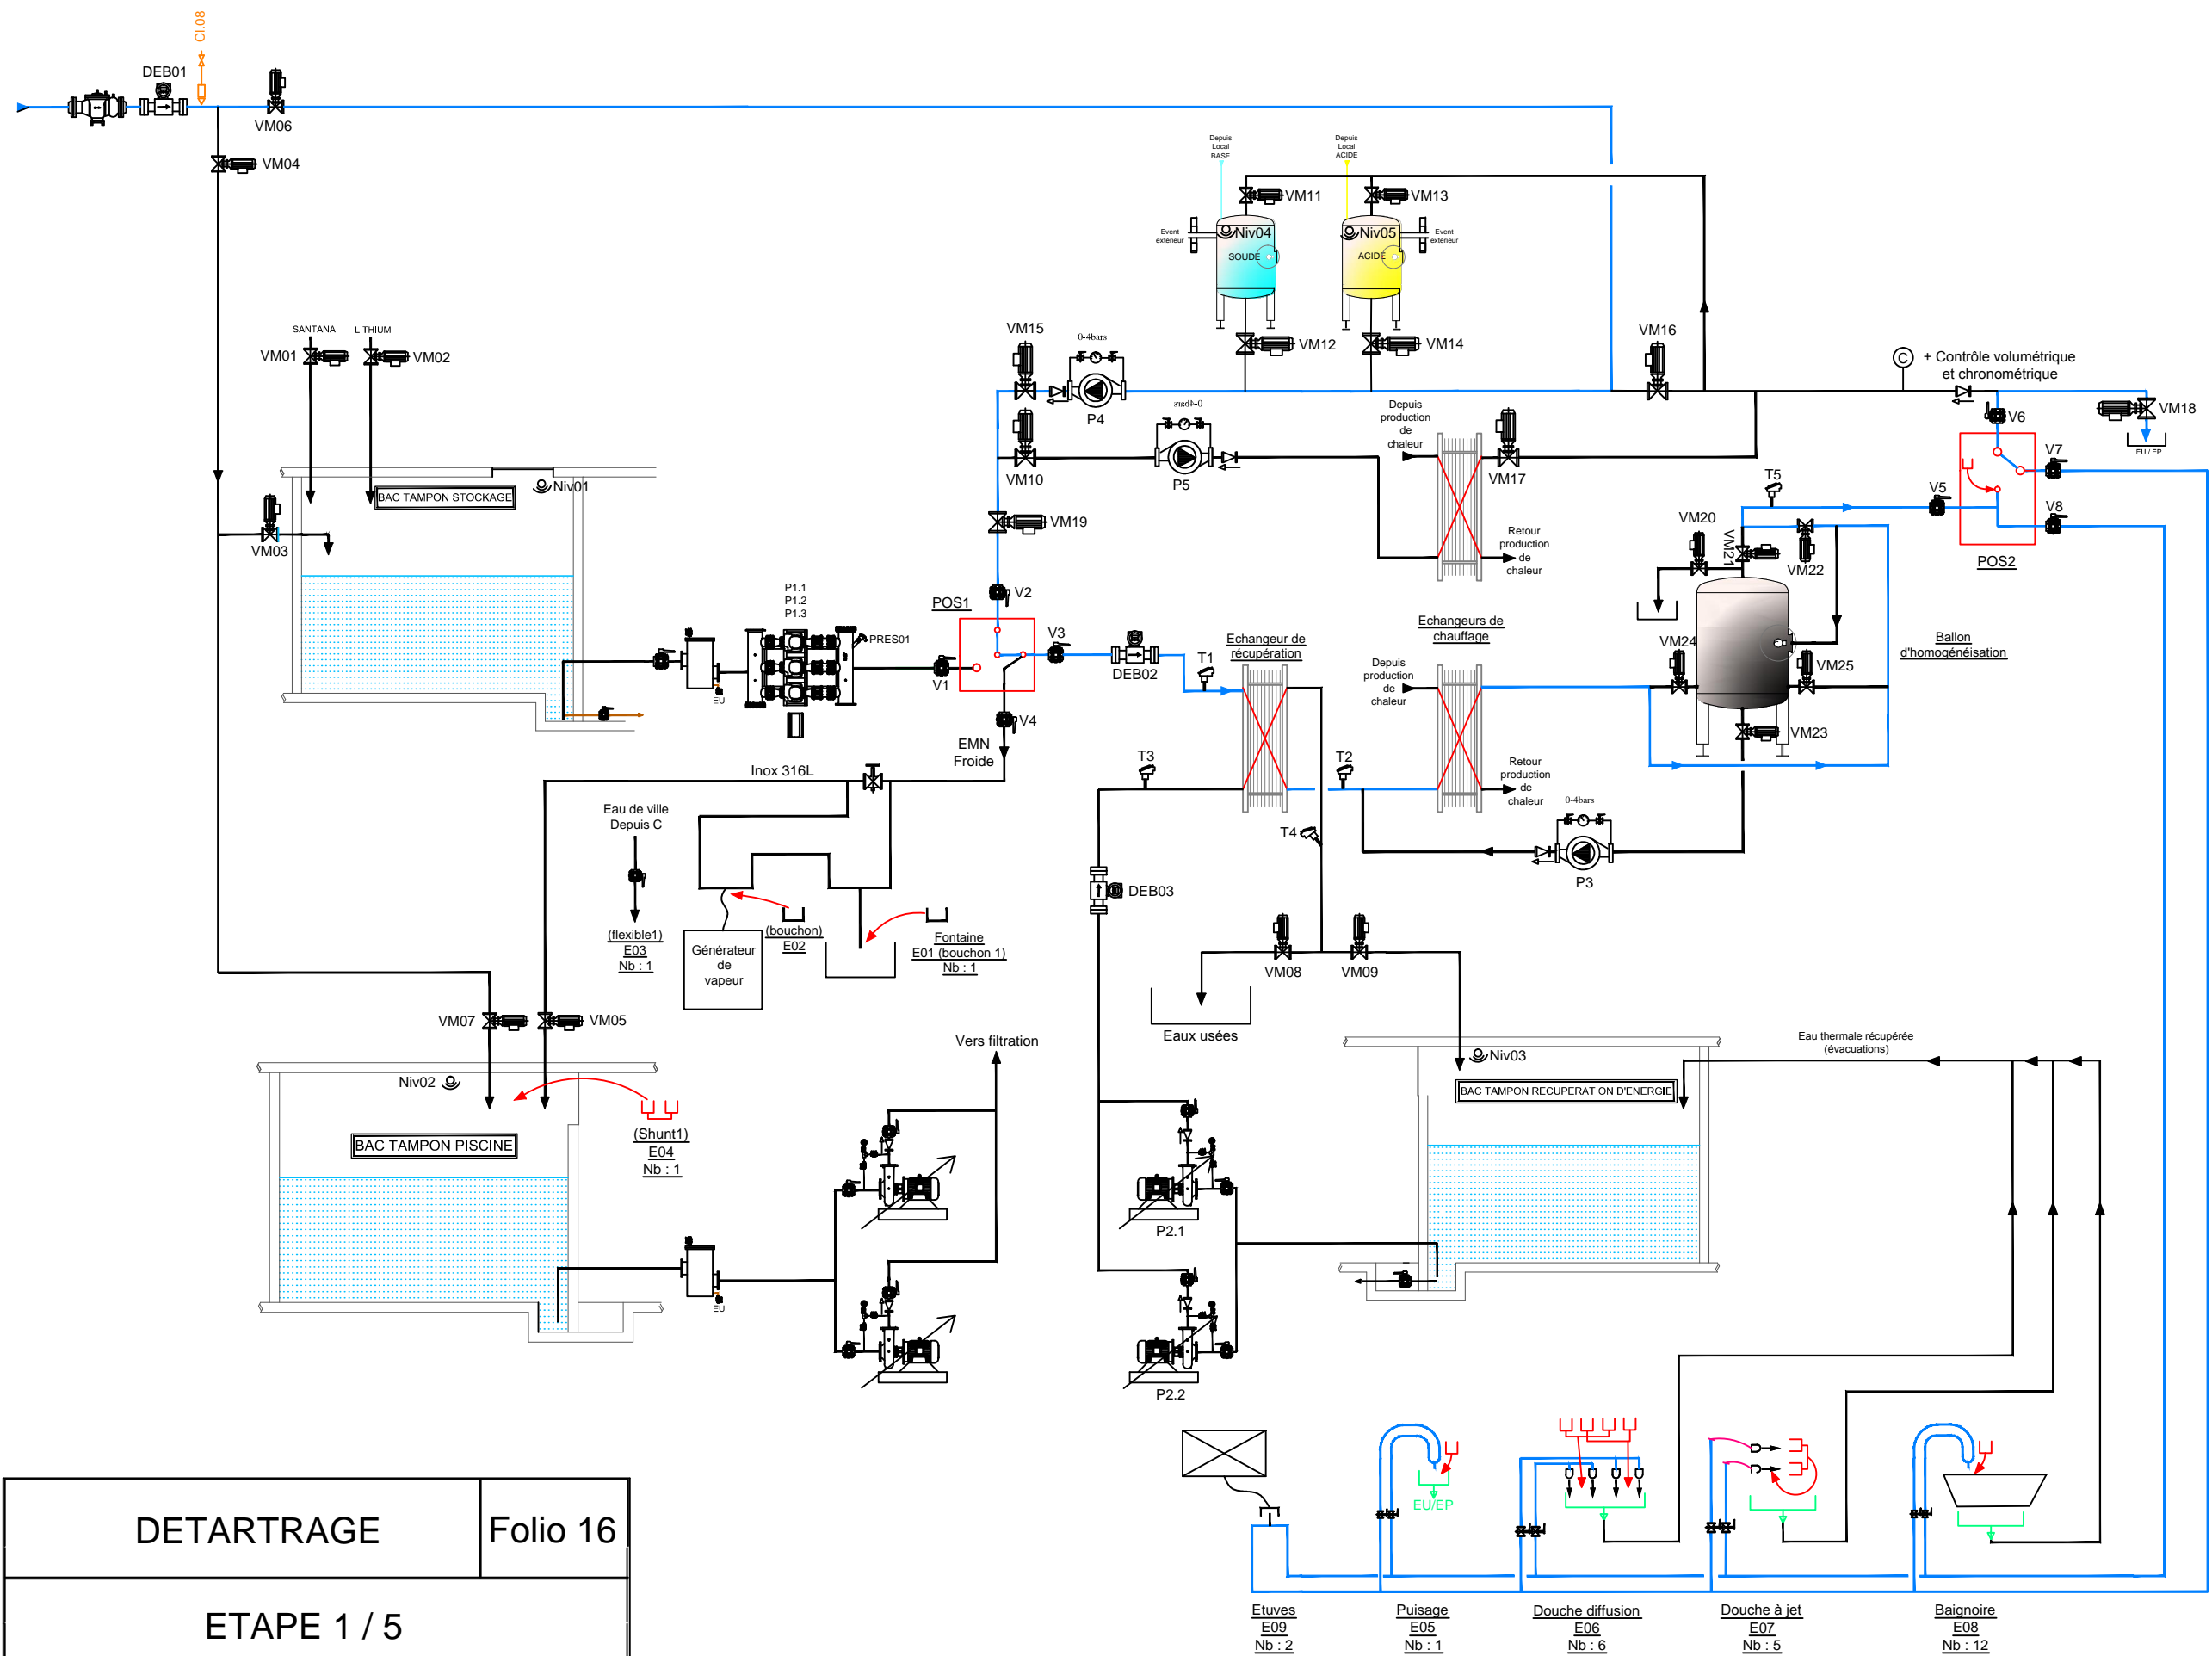 CI.08
DEB01
VM06
VM04
Depuis
Local
BASE
Depuis
Local
ACIDE
VM11
VM13
Event
extérieur
Niv04
SOUDE
Niv05
ACIDE
Event
extérieur
VM12
VM14
SANTANA
LITHIUM
VM01
VM02
VM15
0-4bars
P4
VM16
C
+ Contrôle volumétrique
et chronométrique
VM18
EU / EP
V6
V7
V8
V5
T5
POS2
BAC TAMPON STOCKAGE
Niv01
VM03
VM10
0-4bars
P5
Depuis
production
de
chaleur
VM17
Retour
production
de
chaleur
VM19
VM20
VM21
VM22
V2
POS1
P1.1
P1.2
P1.3
PRES01
V1
V3
V4
DEB02
T1
Echangeur de
récupération
Echangeurs de
chauffage
Depuis
production
de
chaleur
Retour
production
de
chaleur
VM24
VM25
VM23
Ballon
d'homogénéisation
EU
EMN
Froide
Inox 316L
T3
T2
T4
0-4bars
P3
Eau de ville
Depuis C
(flexible1)
E03
Nb : 1
Générateur
de
vapeur
(bouchon)
E02
Fontaine
E01 (bouchon 1)
Nb : 1
DEB03
VM08
VM09
Eaux usées
VM07
VM05
Vers filtration
Niv02
BAC TAMPON PISCINE
(Shunt1)
E04
Nb : 1
EU
P2.1
P2.2
Niv03
BAC TAMPON RECUPERATION D'ENERGIE
Eau thermale récupérée
(évacuations)
EU/EP
Etuves
E09
Nb : 2
Puisage
E05
Nb : 1
Douche diffusion
E06
Nb : 6
Douche à jet
E07
Nb : 5
Baignoire
E08
Nb : 12
DETARTRAGE
Folio 16
ETAPE 1 / 5